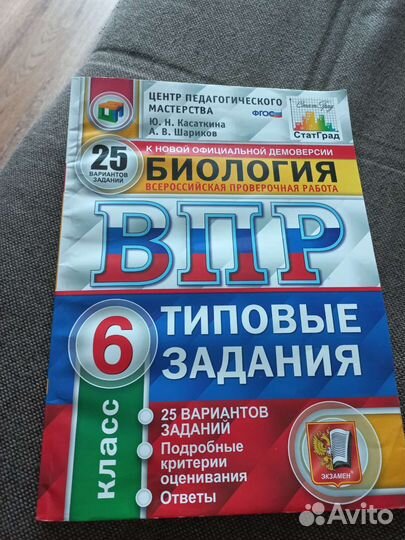 ЦЕНТР ПЕДАГОГИЧЕСКОГО
МАСТЕРСТВА
Ю. Н. Касаткина
А. В. Шариков
ФГОС
СтатГрад
СтатГрад
К НОВОЙ ОФИЦИАЛЬНОЙ ДЕМОВЕРСИИ
25
ВАРИАНТОВ
ЗАДАНИЙ
БИОЛОГИЯ
ВСЕРОССИЙСКАЯ ПРОВЕРОЧНАЯ РАБОТА
ВПР
6
КЛАСС
ТИПОВЫЕ
ЗАДАНИЯ
25 ВАРИАНТОВ
ЗАДАНИЙ
Подробные
критерии
оценивания
Ответы
ЭКЗАМЕН
Avito